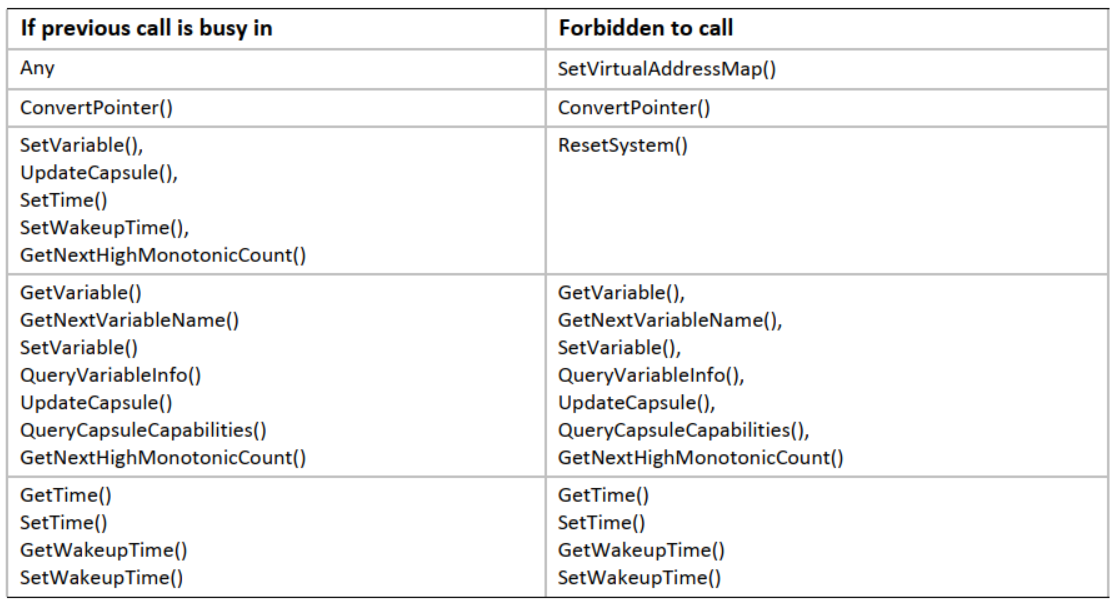 If previous call is busy in
Forbidden to call
Any
SetVirtualAddressMap()
ConvertPointer()
ConvertPointer()
SetVariable(),
UpdateCapsule(),
SetTime()
SetWakeupTime(),
GetNextHighMonotonicCount()
ResetSystem()
GetVariable()
GetNextVariableName()
SetVariable()
QueryVariableInfo()
UpdateCapsule()
QueryCapsuleCapabilities()
GetNextHighMonotonicCount()
GetVariable(),
GetNextVariableName(),
SetVariable(),
QueryVariableInfo(),
UpdateCapsule(),
QueryCapsuleCapabilities(),
GetNextHighMonotonicCount()
GetTime()
SetTime()
GetWakeupTime()
SetWakeupTime()
GetTime()
SetTime()
GetWakeupTime()
SetWakeupTime()